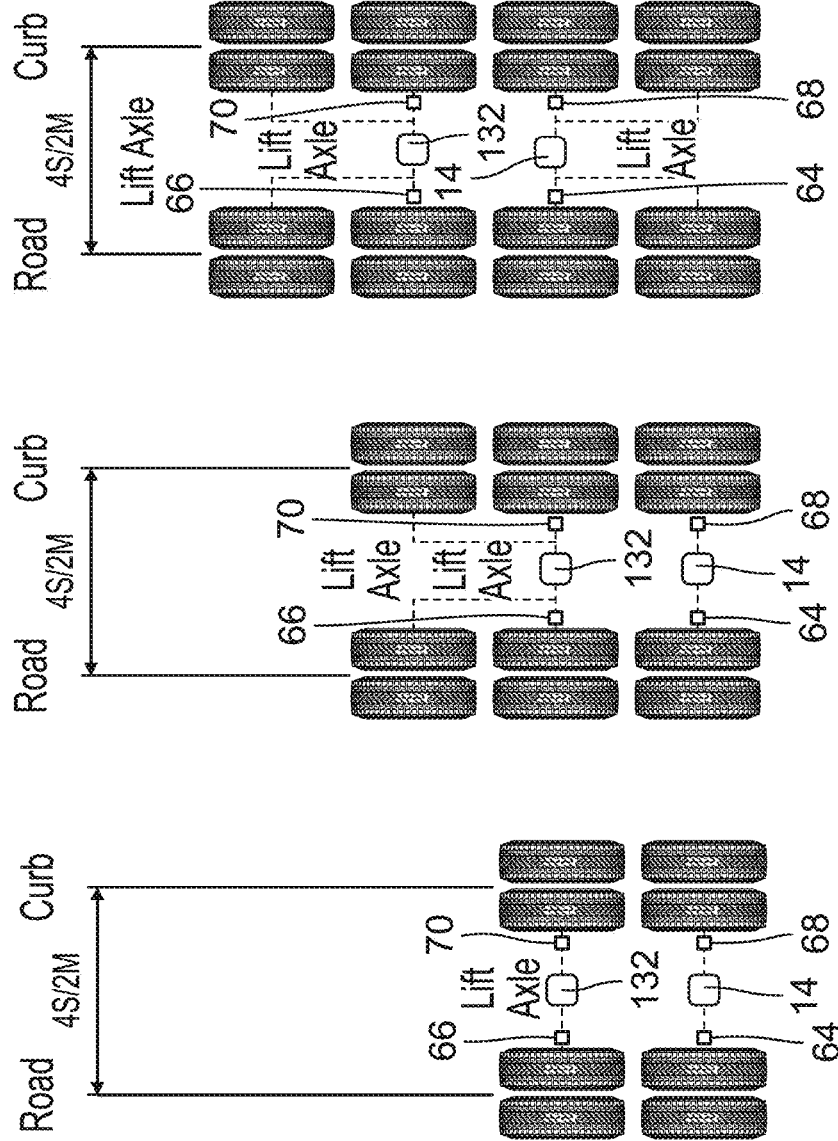 Road
Curb
4S/2M
66
Lift
Axle
70
132
64
14
68
Road
Curb
4S/2M
Lift
Axle
66
Lift
Axle
70
132
64
14
68
Road
Curb
4S/2M
Lift Axle
66
Lift
Axle
70
14
132
Lift
Axle
64
68